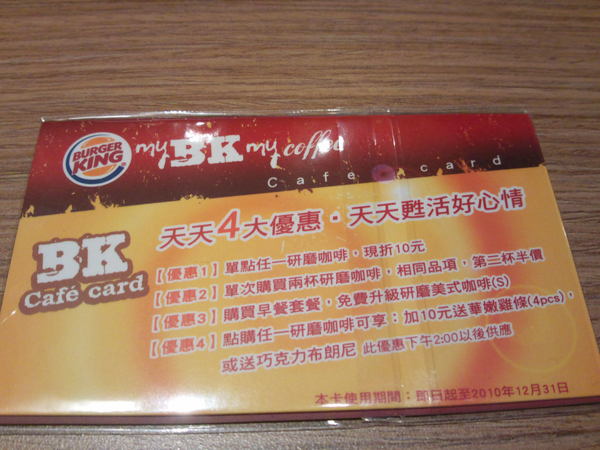 BURGER KING
my BK my coffee
Cafe card
天天4大優惠・天天甦活好心情
BK
Café card
【優惠1】單點任一研磨咖啡，現折10元
【優惠2】單次購買兩杯研磨咖啡，相同品項，第二杯半價
【優惠3】購買早餐套餐，免費升級研磨美式咖啡(S)
【優惠4】點購任一研磨咖啡可享：加10元送華嫩雞條(4pcs)，
或送巧克力布朗尼 此優惠下午2:00以後供應
本卡使用期間：即日起至2010年12月31日